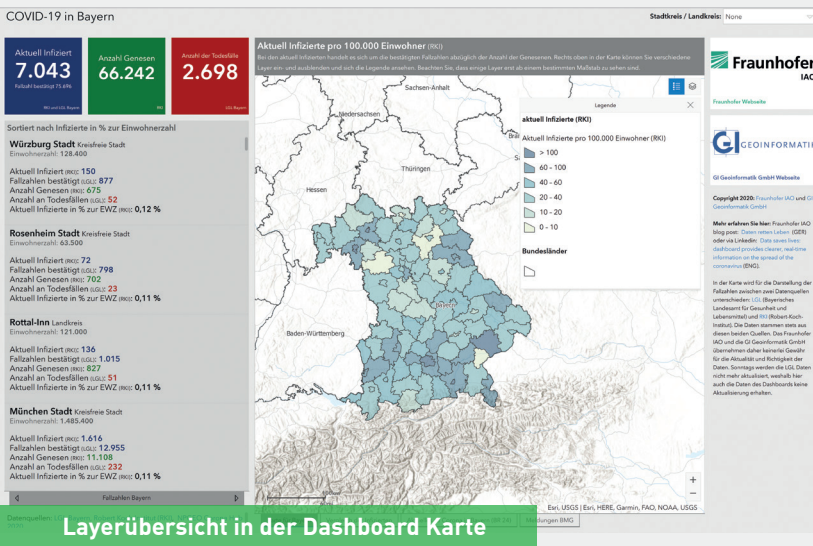 COVID-19 in Bayern
Stadtkreis / Landkreis: None
Aktuell Infiziert
7.043
Fallzahl bestätigt 75.696
RKI und LGL Bayern
Anzahl Genesen
66.242
RKI
Anzahl der Todesfälle
2.698
LGL Bayern
Sortiert nach Infizierte in % zur Einwohnerzahl
Würzburg Stadt Kreisfreie Stadt
Einwohnerzahl: 128.400
Aktuell Infiziert (RKI): 150
Fallzahlen bestätigt (LGL): 877
Anzahl Genesen (RKI): 675
Anzahl an Todesfällen (LGL): 52
Aktuell Infizierte in % zur EWZ (RKI): 0,12 %
Rosenheim Stadt Kreisfreie Stadt
Einwohnerzahl: 63.500
Aktuell Infiziert (RKI): 72
Fallzahlen bestätigt (LGL): 798
Anzahl Genesen (RKI): 702
Anzahl an Todesfällen (LGL): 23
Aktuell Infizierte in % zur EWZ (RKI): 0,11 %
Rottal-Inn Landkreis
Einwohnerzahl: 121.000
Aktuell Infiziert (RKI): 136
Fallzahlen bestätigt (LGL): 1.015
Anzahl Genesen (RKI): 827
Anzahl an Todesfällen (LGL): 51
Aktuell Infizierte in % zur EWZ (RKI): 0,11 %
München Stadt Kreisfreie Stadt
Einwohnerzahl: 1.485.400
Aktuell Infiziert (RKI): 1.616
Fallzahlen bestätigt (LGL): 12.955
Anzahl Genesen (RKI): 11.108
Anzahl an Todesfällen (LGL): 232
Aktuell Infizierte in % zur EWZ (RKI): 0,11 %
Fallzahlen Bayern
Datenquellen:
Aktuell Infizierte pro 100.000 Einwohner (RKI)
Bei den aktuell infizierten handelt es sich um die bestätigten Fallzahlen abzüglich der Anzahl der Genesenen. Rechts oben in der Karte können Sie verschiedene
Layer ein- und ausblenden und sich die Legende ansehen. Beachten Sie, dass einige Layer erst ab einem bestimmten Maßstab zu sehen sind.
Sachsen-Anhalt
Niedersachsen
Thüringen
Hessen
Bayern
Baden-Württemberg
Legende
aktuell Infizierte (RKI)
Aktuell Infizierte pro 100.000 Einwohner (RKI)
> 100
60 - 100
40 - 60
20 - 40
10 - 20
0 - 10
Bundesländer
+
−
Esri, USGS | Esri, HERE, Garmin, FAO, NOAA, USGS
Meldungen BMG
Fraunhofer
IAO
Fraunhofer Webseite
GI GEOINFORMATI
GI Geoinformatik GmbH Webseite
Copyright 2020: Fraunhofer IAO und GI
Geoinformatik GmbH
Mehr erfahren Sie hier: Fraunhofer IAO
blog post: Daten retten Leben (GER)
oder via Linkedin: Data saves lives:
dashboard provides clearer, real-time
information on the spread of the
coronavirus (ENG).
In der Karte wird für die Darstellung der
Fallzahlen zwischen zwei Datenquellen
unterschieden: LGL (Bayerisches
Landesamt für Gesunheit und
Lebensmittel) und RKI (Robert-Koch-
Institut). Die Daten stammen stets aus
diesen beiden Quellen. Das Fraunhofer
IAO und die GI Geoinformatik GmbH
übernehmen daher keinerlei Gewähr
für die Aktualität und Richtigkeit der
Daten. Sonntags werden die LGL Daten
nicht mehr aktualisiert, weshalb hier
auch die Daten des Dashboards keine
Aktualisierung erhalten.
Layerübersicht in der Dashboard Karte